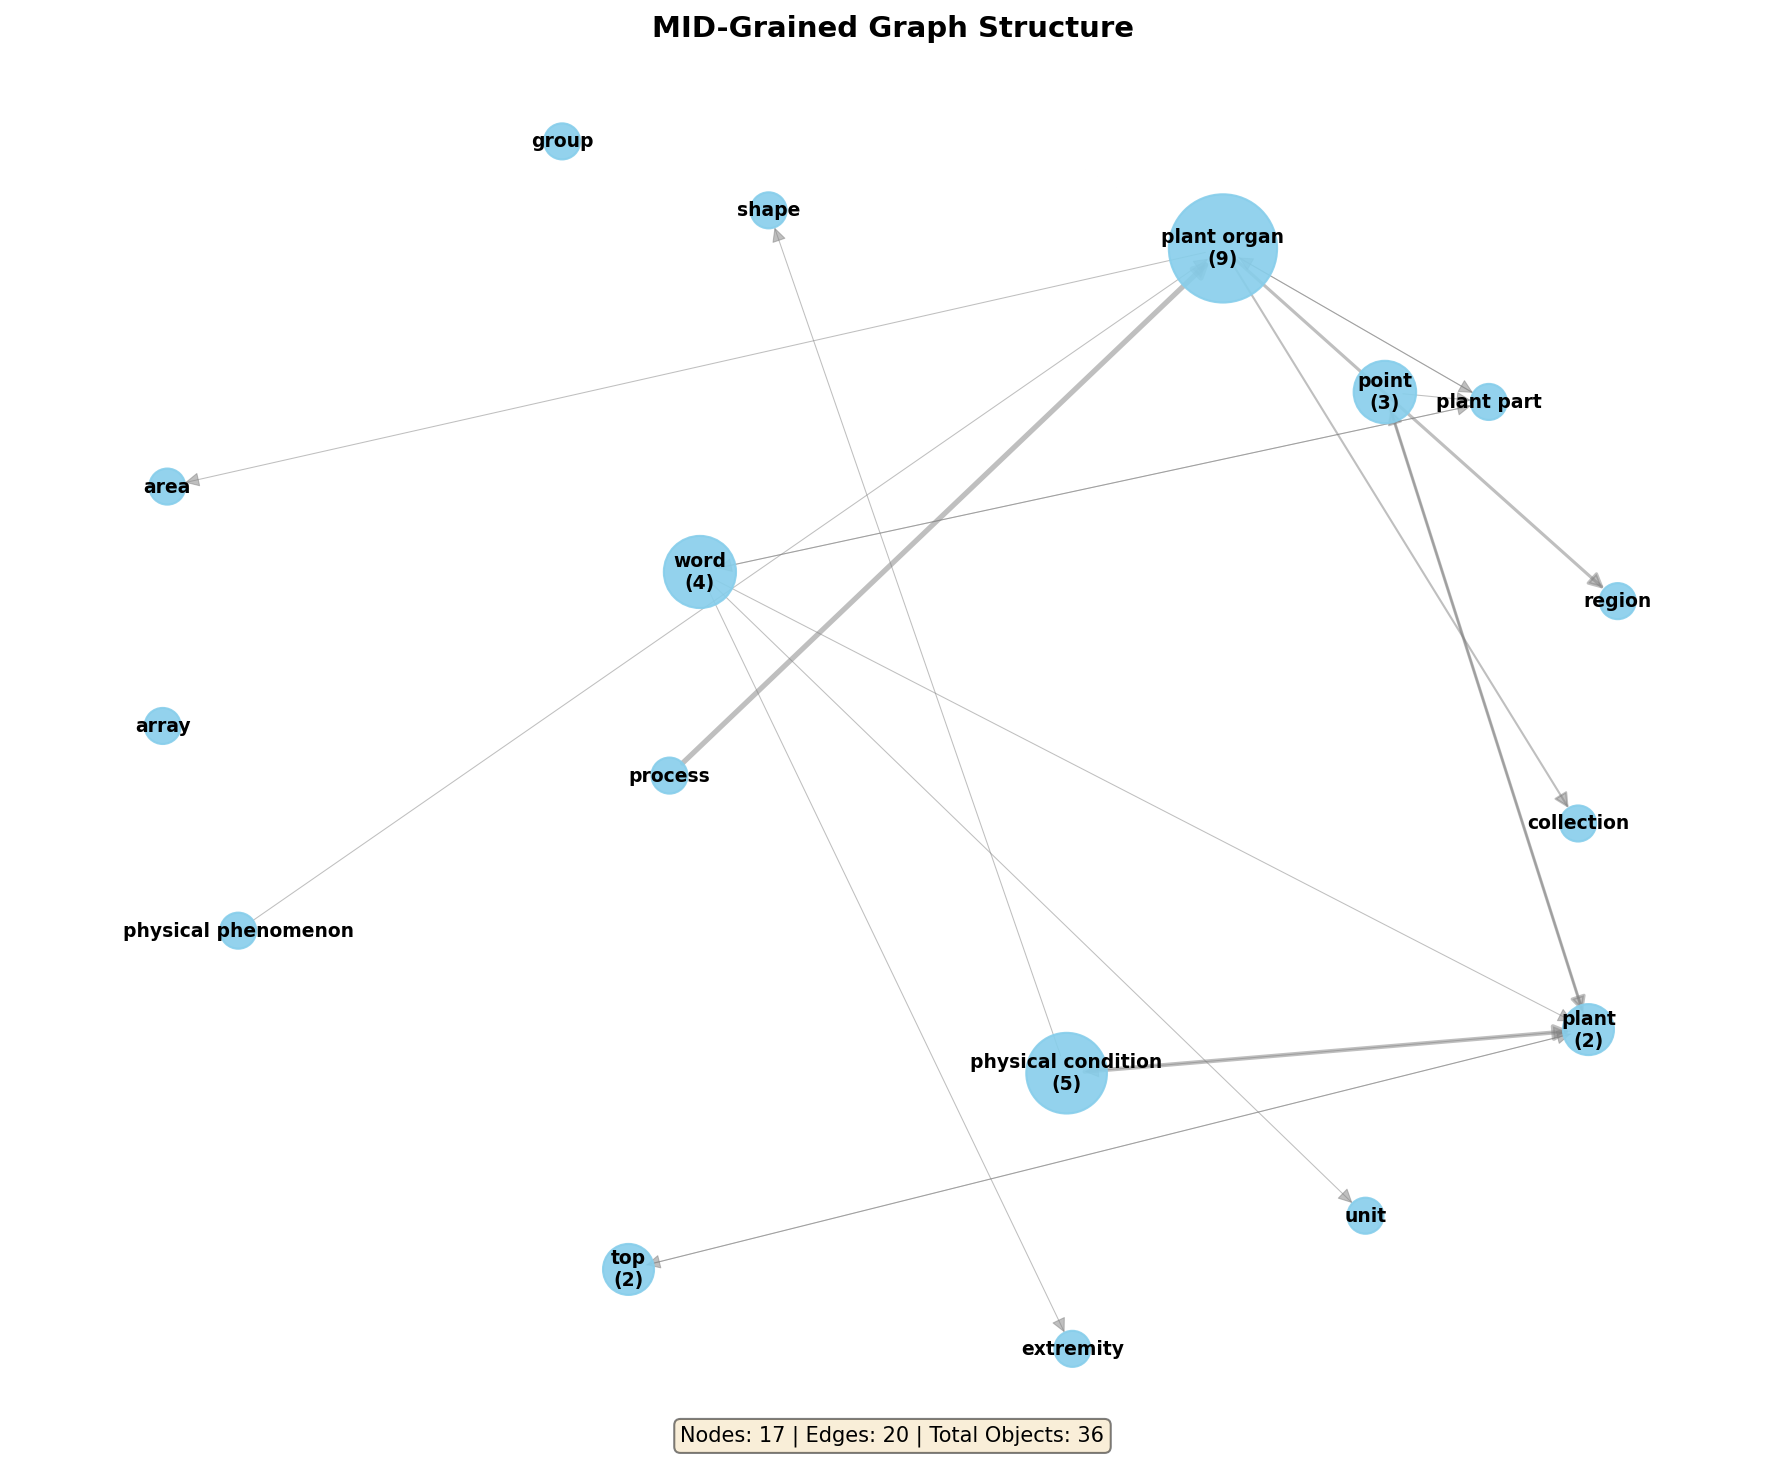 MID-Grained Graph Structure
group
shape
plant organ
(9)
point
(3)
plant part
area
word
(4)
region
array
process
collection
physical phenomenon
plant
(2)
physical condition
(5)
unit
top
(2)
extremity
Nodes: 17 | Edges: 20 | Total Objects: 36